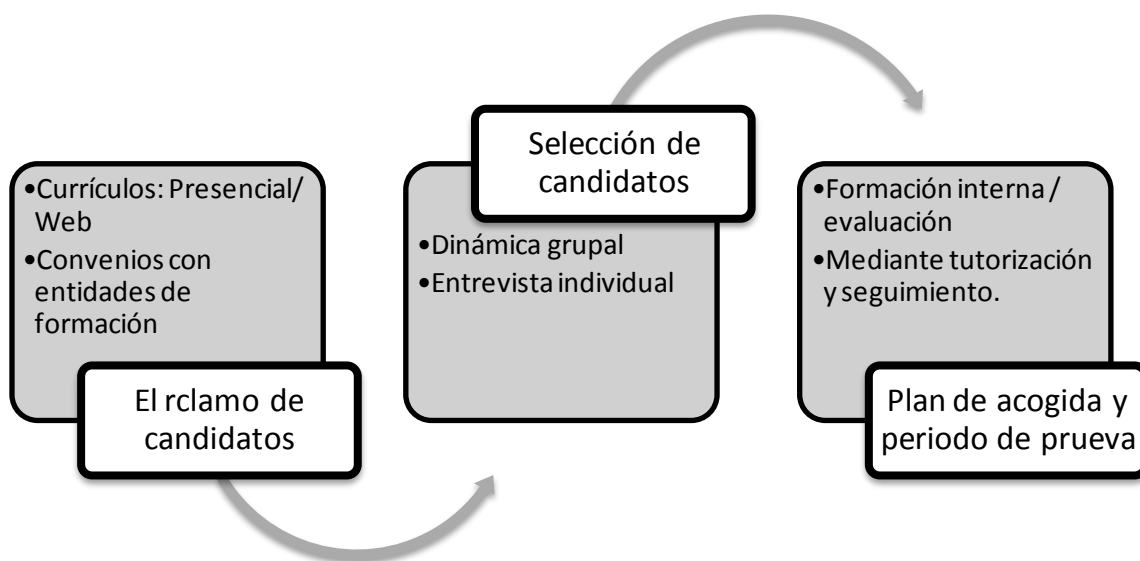 •Currículos: Presencial/
Web
•Convenios con
entidades de
formación
El rclamo de
candidatos
Selección de
candidatos
•Dinámica grupal
•Entrevista individual
•Formación interna /
evaluación
•Mediante tutorización
y seguimiento.
Plan de acogida y
periodo de prueva